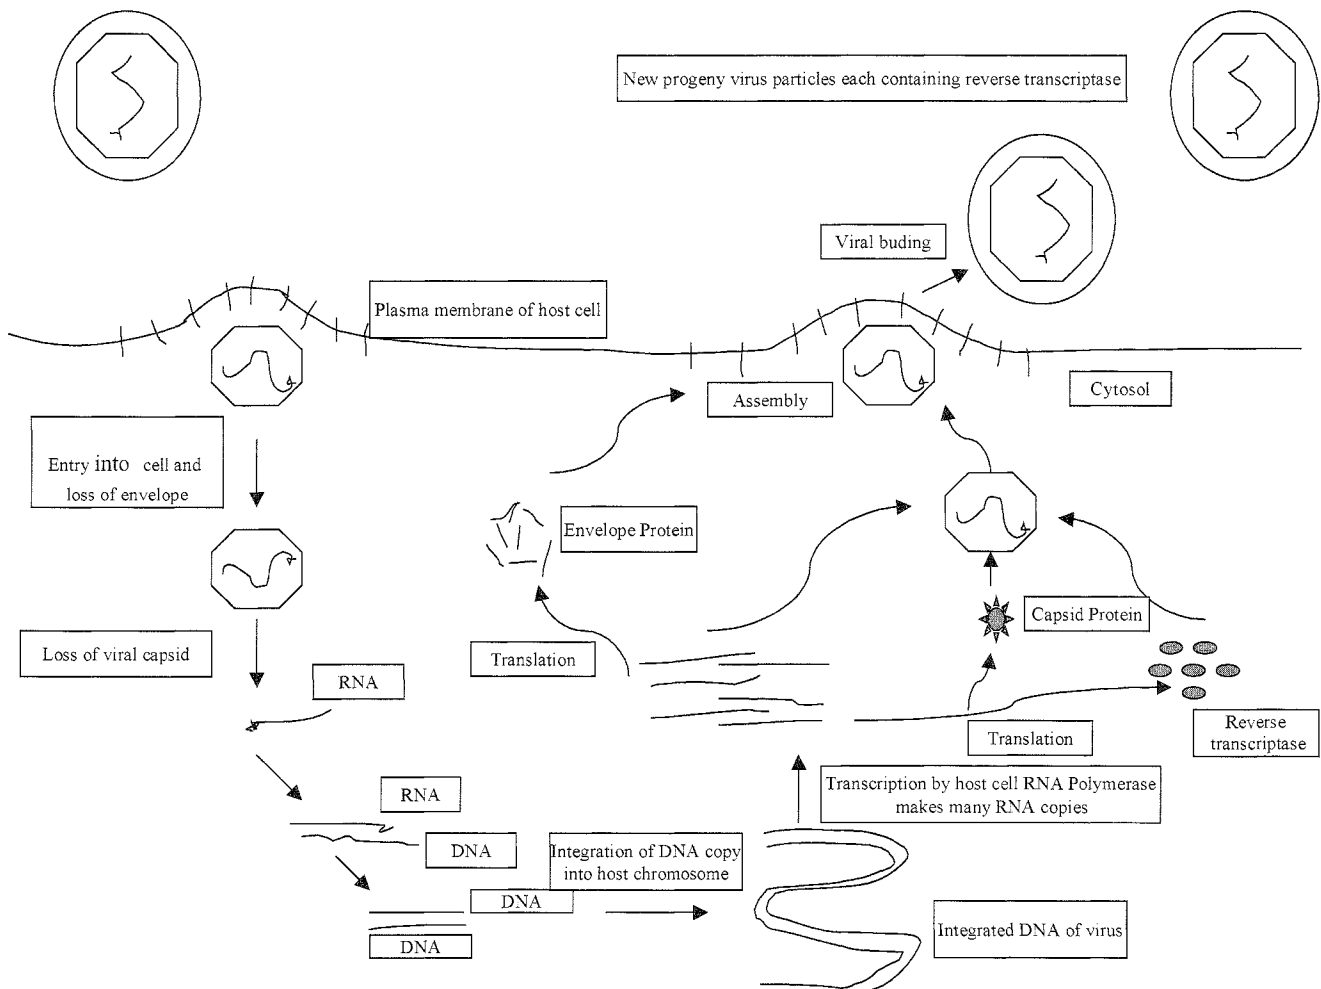 New progeny virus particles each containing reverse transcriptase
Viral buding
Plasma membrane of host cell
Assembly
Cytosol
Entry into cell and
loss of envelope
Envelope Protein
Capsid Protein
Loss of viral capsid
Translation
RNA
Reverse
transcriptase
Translation
Transcription by host cell RNA Polymerase
makes many RNA copies
RNA
DNA
Integration of DNA copy
into host chromosome
DNA
Integrated DNA of virus
DNA